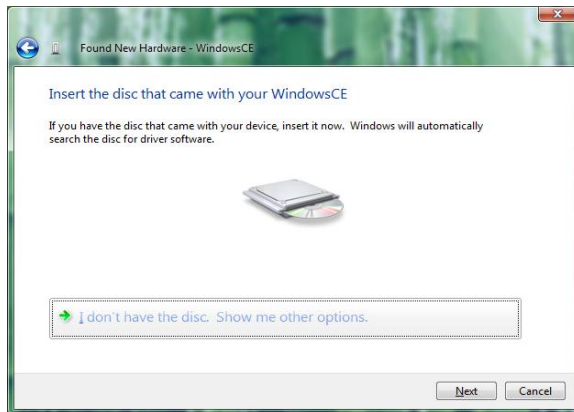 Found New Hardware - WindowsCE
Insert the disc that came with your WindowsCE
If you have the disc that came with your device, insert it now.  Windows will automatically
search the disc for driver software.
I don't have the disc.  Show me other options.
Next
Cancel